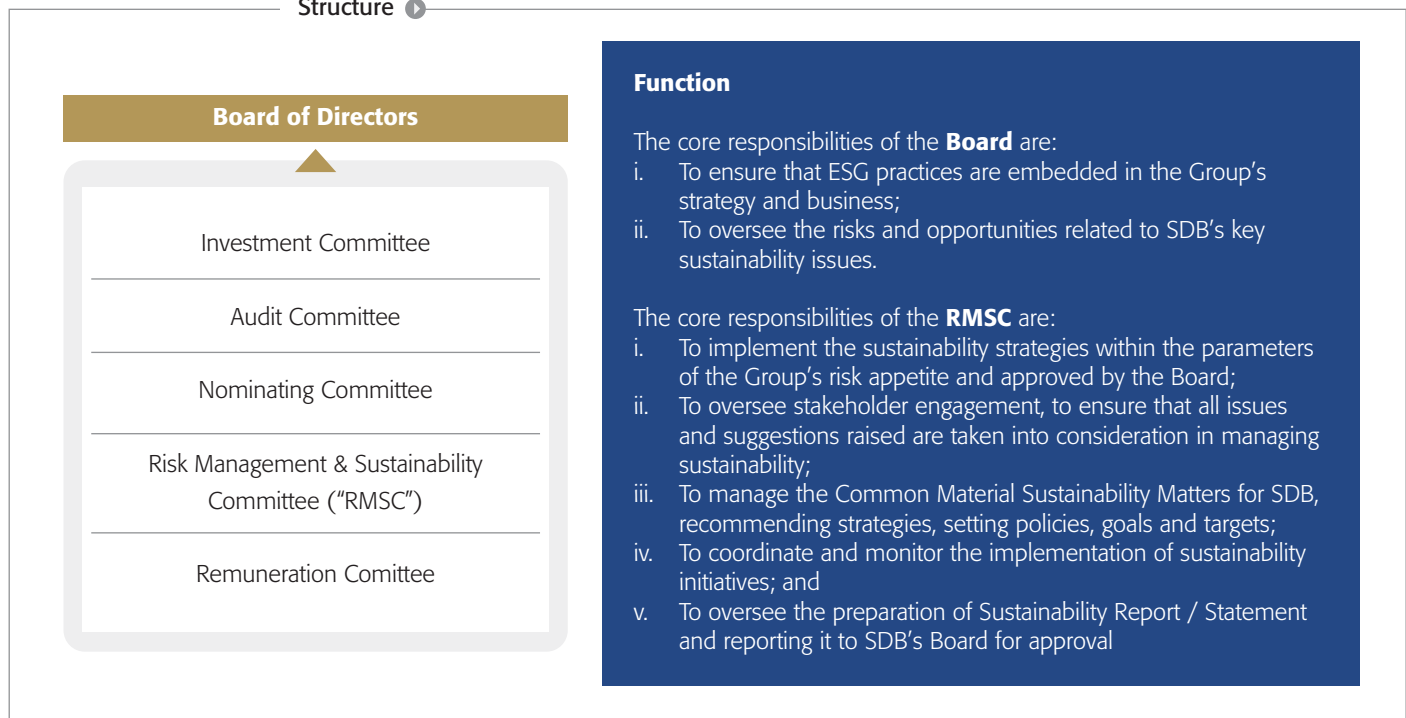 Structure
Board of Directors
Investment Committee
Audit Committee
Nominating Committee
Risk Management & Sustainability
Committee (“RMSC”)
Remuneration Comittee
Function
The core responsibilities of the Board are:
i. To ensure that ESG practices are embedded in the Group’s
strategy and business;
ii. To oversee the risks and opportunities related to SDB’s key
sustainability issues.
The core responsibilities of the RMSC are:
i. To implement the sustainability strategies within the parameters
of the Group’s risk appetite and approved by the Board;
ii. To oversee stakeholder engagement, to ensure that all issues
and suggestions raised are taken into consideration in managing
sustainability;
iii. To manage the Common Material Sustainability Matters for SDB,
recommending strategies, setting policies, goals and targets;
iv. To coordinate and monitor the implementation of sustainability
initiatives; and
v. To oversee the preparation of Sustainability Report / Statement
and reporting it to SDB’s Board for approval